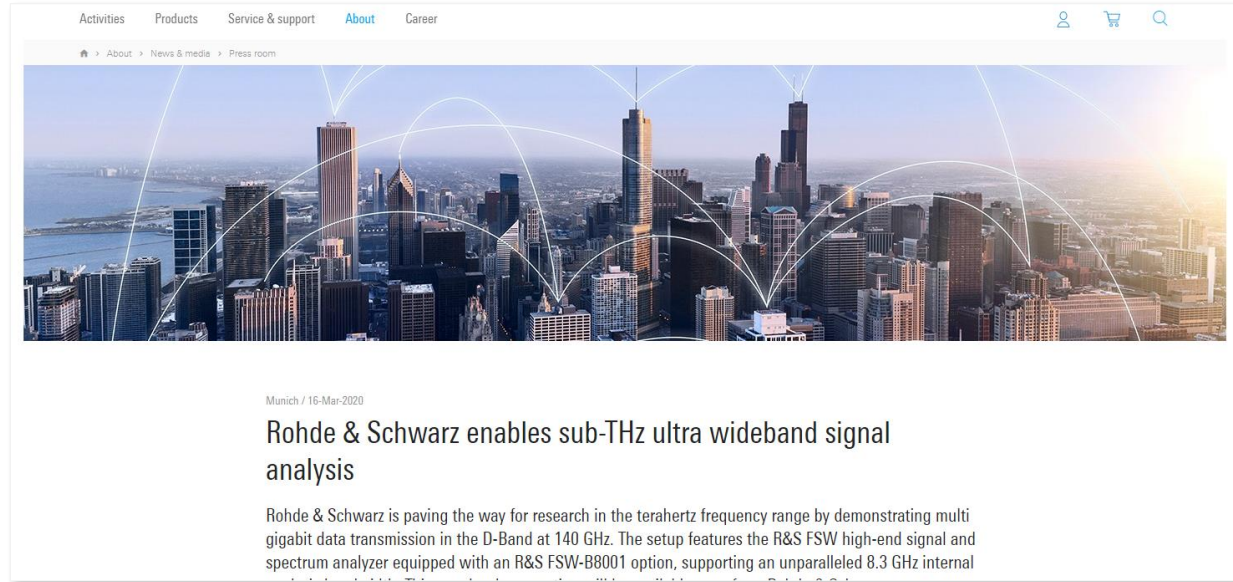 Activities Products Service & support About Career
About > News & media > Press room
Munich / 16-Mar-2020
Rohde & Schwarz enables sub-THz ultra wideband signal
analysis
Rohde & Schwarz is paving the way for research in the terahertz frequency range by demonstrating multi
gigabit data transmission in the D-Band at 140 GHz. The setup features the R&S FSW high-end signal and
spectrum analyzer equipped with an R&S FSW-B8001 option, supporting an unparalleled 8.3 GHz internal